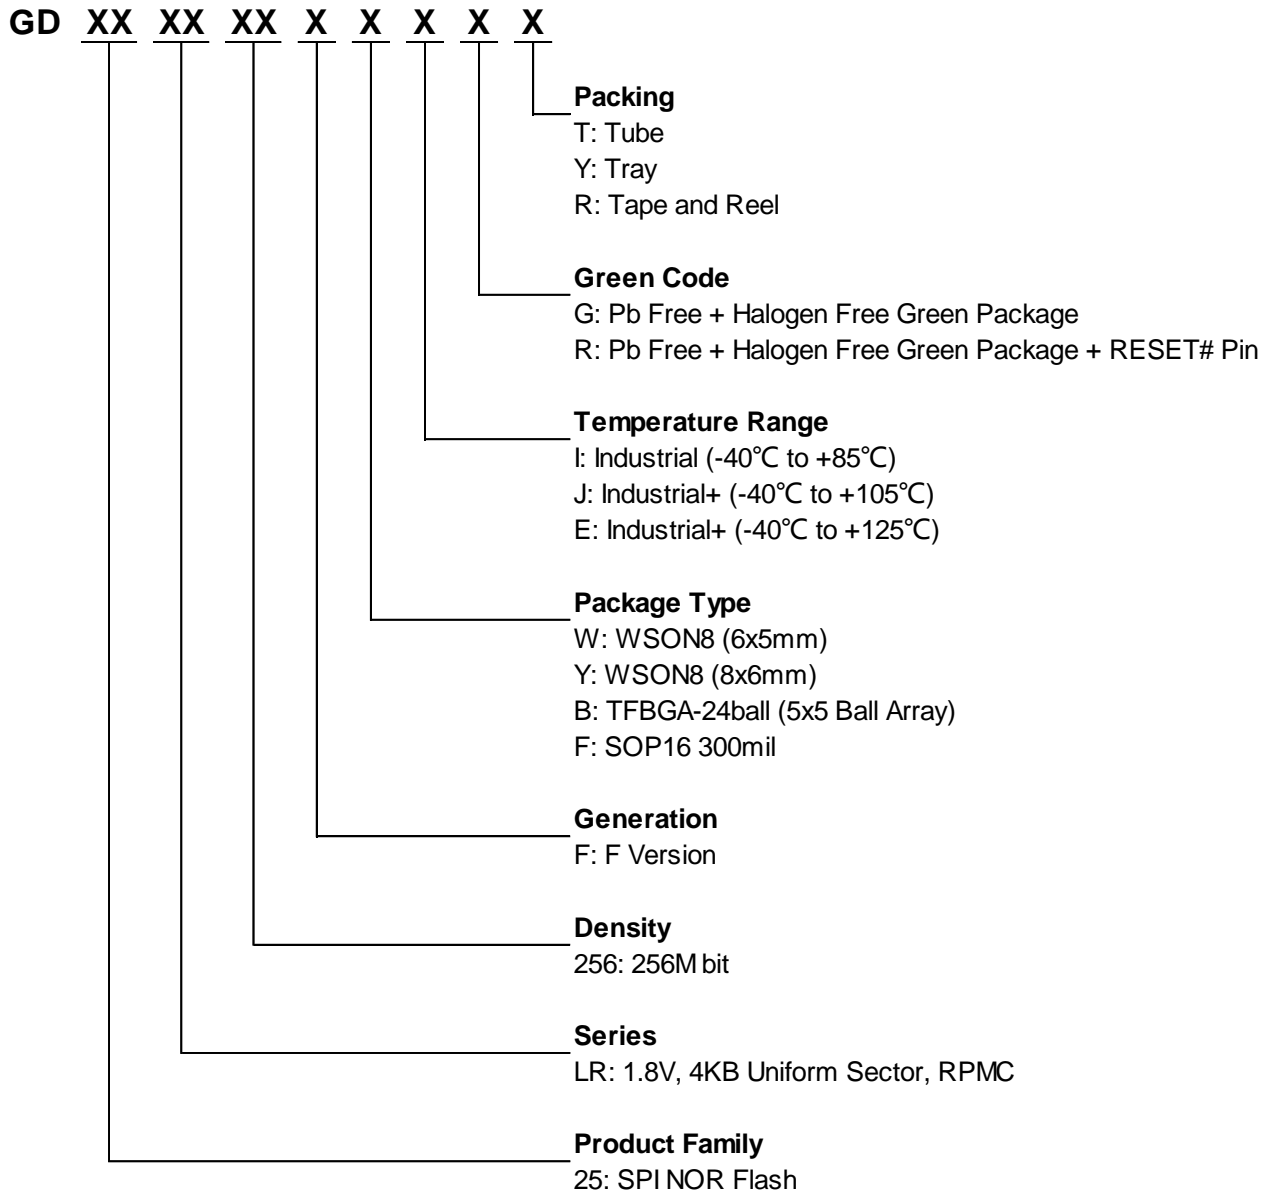 GD XX XX XX X X X X X
Packing
T: Tube
Y: Tray
R: Tape and Reel
Green Code
G: Pb Free + Halogen Free Green Package
R: Pb Free + Halogen Free Green Package + RESET# Pin
Temperature Range
I: Industrial (-40℃ to +85℃)
J: Industrial+ (-40℃ to +105℃)
E: Industrial+ (-40℃ to +125℃)
Package Type
W: WSON8 (6x5mm)
Y: WSON8 (8x6mm)
B: TFBGA-24ball (5x5 Ball Array)
F: SOP16 300mil
Generation
F: F Version
Density
256: 256M bit
Series
LR: 1.8V, 4KB Uniform Sector, RPMC
Product Family
25: SPI NOR Flash